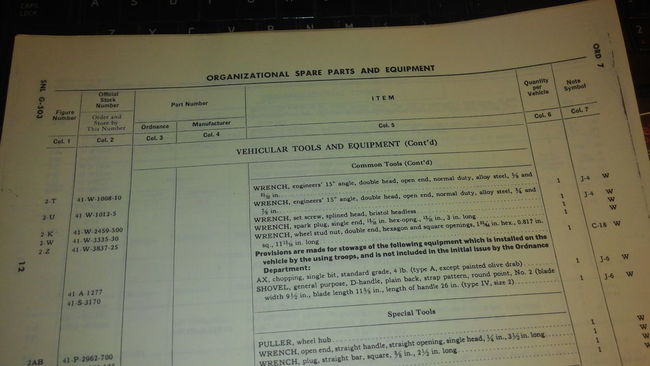 CAPS
LOCK
A
S
ORGANIZATIONAL SPARE PARTS AND EQUIPMENT
SNL G-503
ORD 7
Figure Number
Official Stock Number
Order and Store by This Number
Part Number
Ordnance
Manufacturer
ITEM
Quantity per Vehicle
Note Symbol
Col. 1 Col. 2 Col. 3 Col. 4 Col. 5 Col. 6 Col. 7
VEHICULAR TOOLS AND EQUIPMENT (Cont'd)
Common Tools (Cont'd)
2-T 41-W-1008-10 WRENCH, engineers' 15° angle, double head, open end, normal duty, alloy steel, and
in. 1 J-4 W
2-U 41-W-1012-5 WRENCH, engineers' 15° angle, double head, open end, normal duty, alloy steel, ¾ and
⅞ in. 1 J-4 W
2-K 41-W-2459-500 WRENCH, set screw, splined head, bristol headless 1 W
2-W 41-W-3335-30 WRENCH, spark plug, single end, in. hex-opng., in., 3 in. long 1 W
2-Z 41-W-3837-25 WRENCH, wheel stud nut, double end, hexagon and square openings, in. hex., 0.817 in.
sq., long 1 C-18 W
Provisions are made for stowage of the following equipment which is installed on the
vehicle by the using troops, and is not included in the initial issue by the Ordnance
Department:
41-A-1277 AX, chopping, single bit, standard grade, 4 lb. (type A, except painted olive drab) 1 J-6 W
41-S-3170 SHOVEL, general purpose, D-handle, plain back, strap pattern, round point, No. 2 (blade
width 9½ in., blade length 11½ in., length of handle 26 in. (type IV, size 2) 1 J-6 W
Special Tools
2AB 41-P-2962-700 PULLER, wheel hub 1 W
WRENCH, open end, straight handle, straight opening, single head, ¾ in., 3½ in. long 1 W
WRENCH, plug, straight bar, square, ⅜ in., 2½ in. long 1 W
12